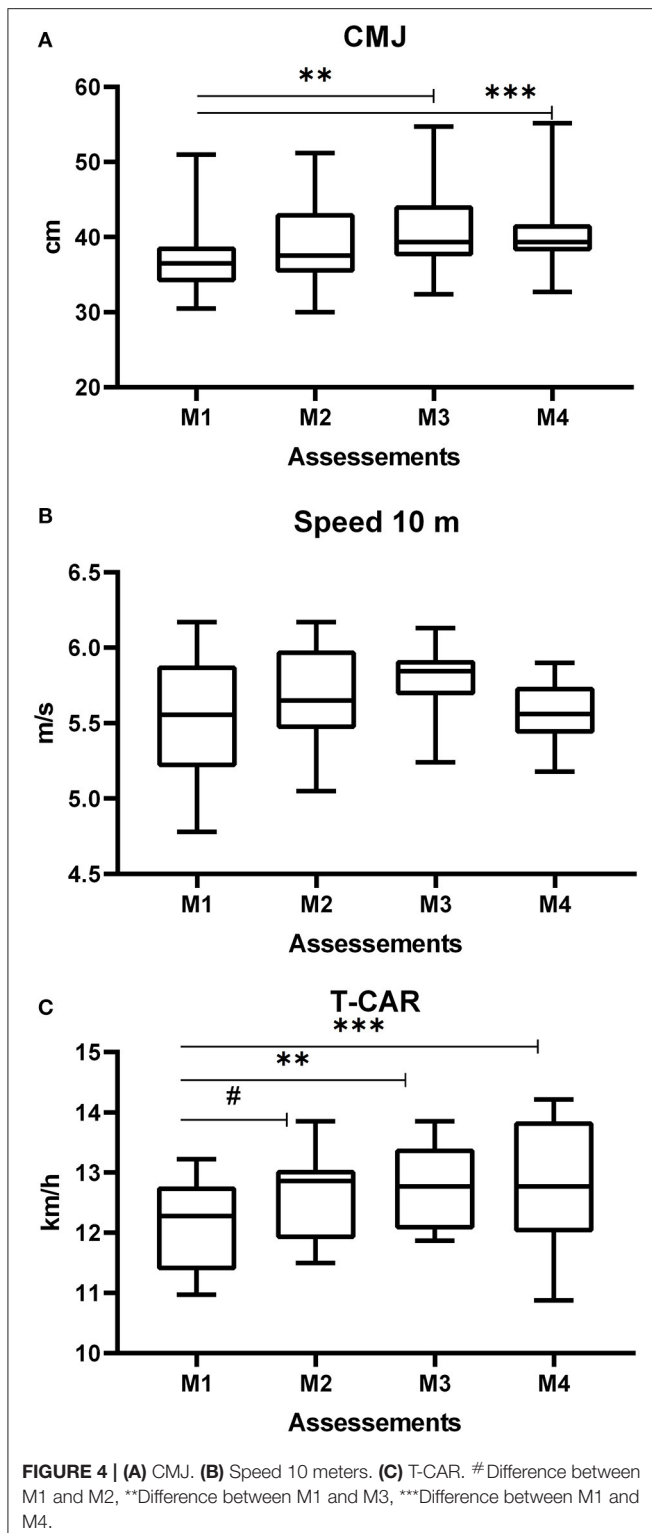 A
CMJ
**
***
60
50
40
30
20
cm
M1 M2 M3 M4
Assessements
B
Speed 10 m
6.5
6.0
5.5
5.0
4.5
m/s
M1 M2 M3 M4
Assessements
C
T-CAR
***
**
#
15
14
13
12
11
10
km/h
M1 M2 M3 M4
Assessements
FIGURE 4 | (A) CMJ. (B) Speed 10 meters. (C) T-CAR. #Difference between
M1 and M2, **Difference between M1 and M3, ***Difference between M1 and
M4.